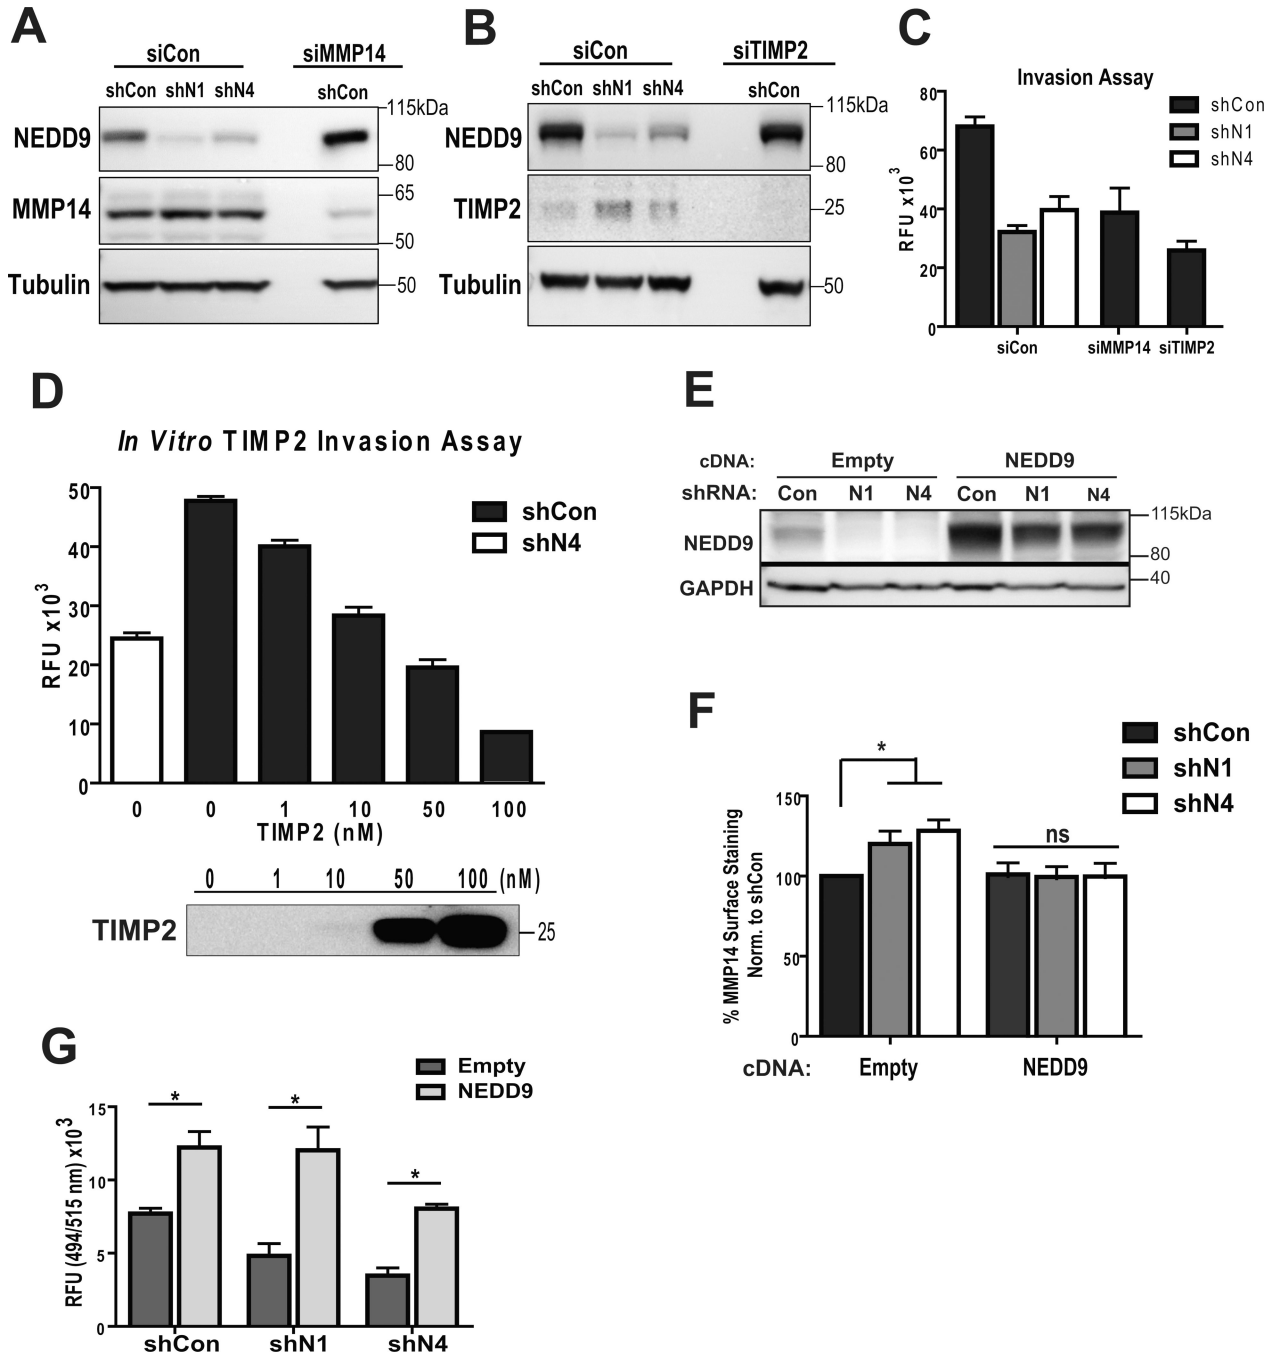 A
siCon siMMP14
shCon shN1 shN4 shCon
115kDa
NEDD9
80
65
MMP14
50
Tubulin 50
B
siCon siTIMP2
shCon shN1 shN4 shCon
115kDa
NEDD9
80
TIMP2 25
Tubulin 50
C
Invasion Assay
shCon
shN1
shN4
RFU x10³
80
60
40
20
0
siCon siMMP14 siTIMP2
D
In Vitro TIMP2 Invasion Assay
shCon
shN4
RFU x10³
50
40
30
20
10
0
0 0 1 10 50 100
TIMP2 (nM)
0 1 10 50 100 (nM)
TIMP2 25
E
cDNA: Empty NEDD9
shRNA: Con N1 N4 Con N1 N4
115kDa
NEDD9
80
40
GAPDH
F
shCon
shN1
shN4
*
ns
% MMP14 Surface Staining
Norm. to shCon
150
100
50
0
cDNA: Empty NEDD9
G
Empty
NEDD9
* * *
RFU (494/515 nm) x10³
15
10
5
0
shCon shN1 shN4